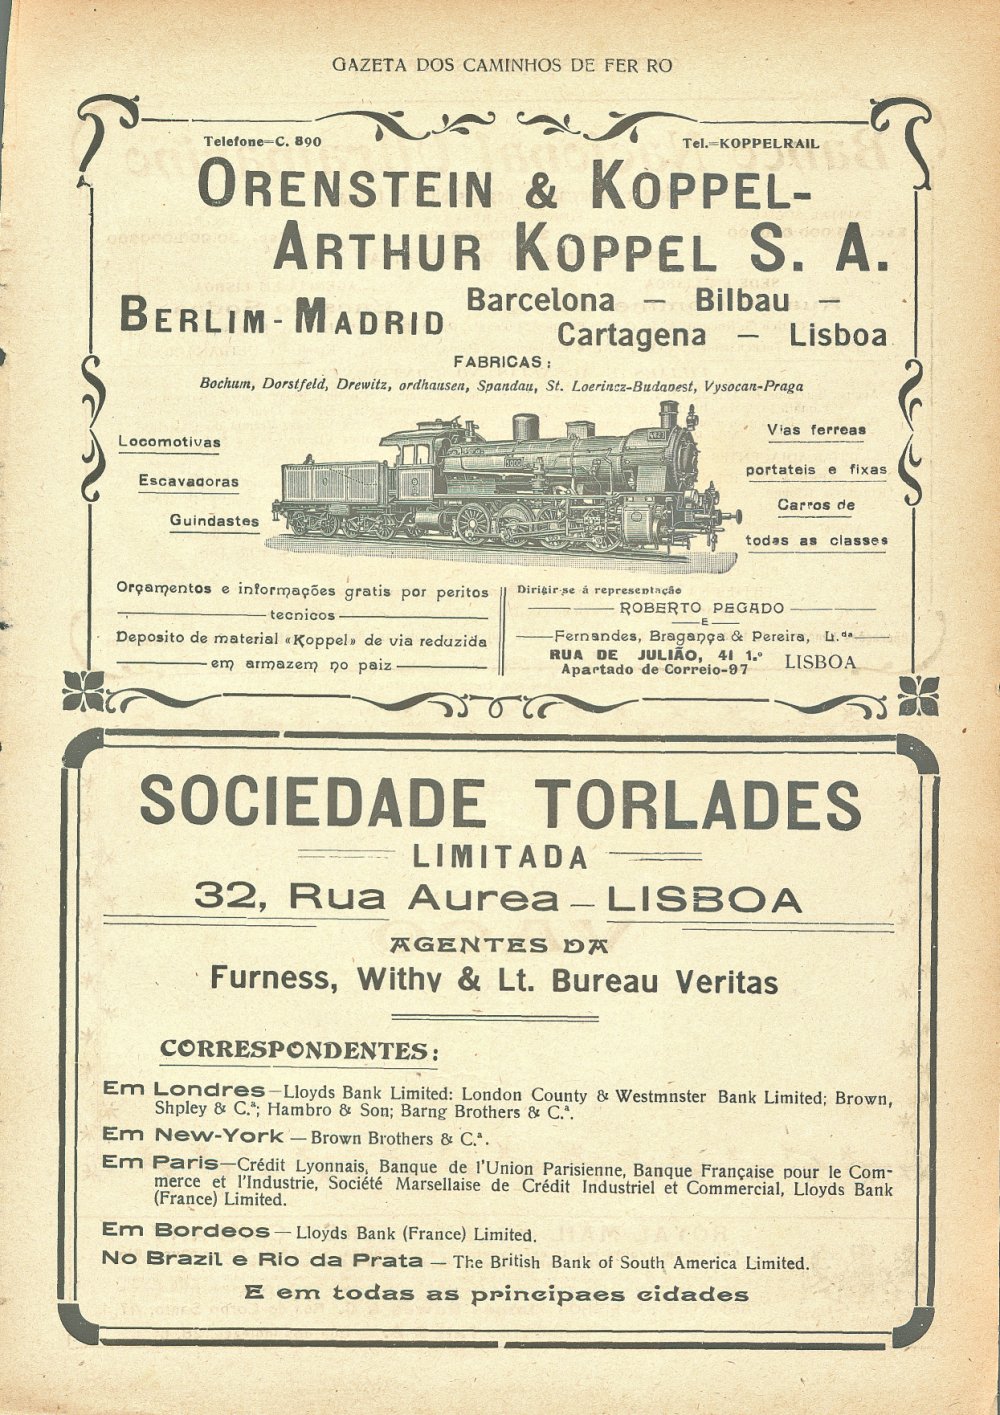 GAZETA DOS CAMINHOS DE FER RO
Telefone=C. 890
Tel.=KOPPELRAIL
ORENSTEIN & KOPPEL-
ARTHUR KOPPEL S. A.
BERLIM-MADRID
Barcelona — Bilbau —
Cartagena — Lisboa
FABRICAS:
Bochum, Dorstfeld, Drewitz, ordhausen, Spandau, St. Loerincz-Budapest, Vysocan-Praga
Locomotivas
Escavadoras
Guindastes
Vias ferreas
portateis e fixas
Carros de
todas as classes
Orçamentos e informações gratis por peritos
tecnicos
Deposito de material «Koppel» de via reduzida
em armazem no paiz
Dirigir-se á representação
ROBERTO PEGADO
E
Fernandes, Bragança & Pereira, L.da
RUA DE JULIÃO, 41 1.º
Apartado de Correio-97
LISBOA
SOCIEDADE TORLADES
LIMITADA
32, Rua Aurea – LISBOA
AGENTES DA
Furness, Withy & Lt. Bureau Veritas
CORRESPONDENTES:
Em Londres—Lloyds Bank Limited: London County & Westmnster Bank Limited; Brown,
Shpley & C.ª; Hambro & Son; Barng Brothers & C.ª.
Em New-York — Brown Brothers & C.ª.
Em Paris—Crédit Lyonnais, Banque de l'Union Parisienne, Banque Française pour le Com-
merce et l'Industrie, Société Marsellaise de Crédit Industriel et Commercial, Lloyds Bank
(France) Limited.
Em Bordeos — Lloyds Bank (France) Limited.
No Brazil e Rio da Prata — The British Bank of South America Limited.
E em todas as principaes cidades